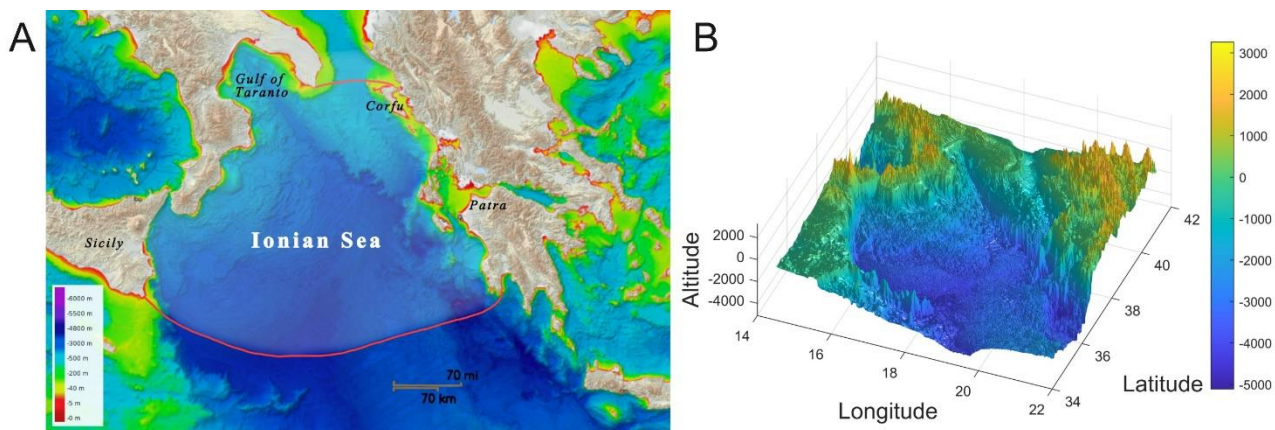 A
Gulf of
Taranto
Corfu
Patra
Sicily
Ionian Sea
-6000 m
-5500 m
-4800 m
-3000 m
-500 m
-200 m
-40 m
-5 m
-0 m
70 mi
70 km
B
Altitude
2000
0
-2000
-4000
14
16
18
20
22
Longitude
34
36
38
40
42
Latitude
3000
2000
1000
0
-1000
-2000
-3000
-4000
-5000